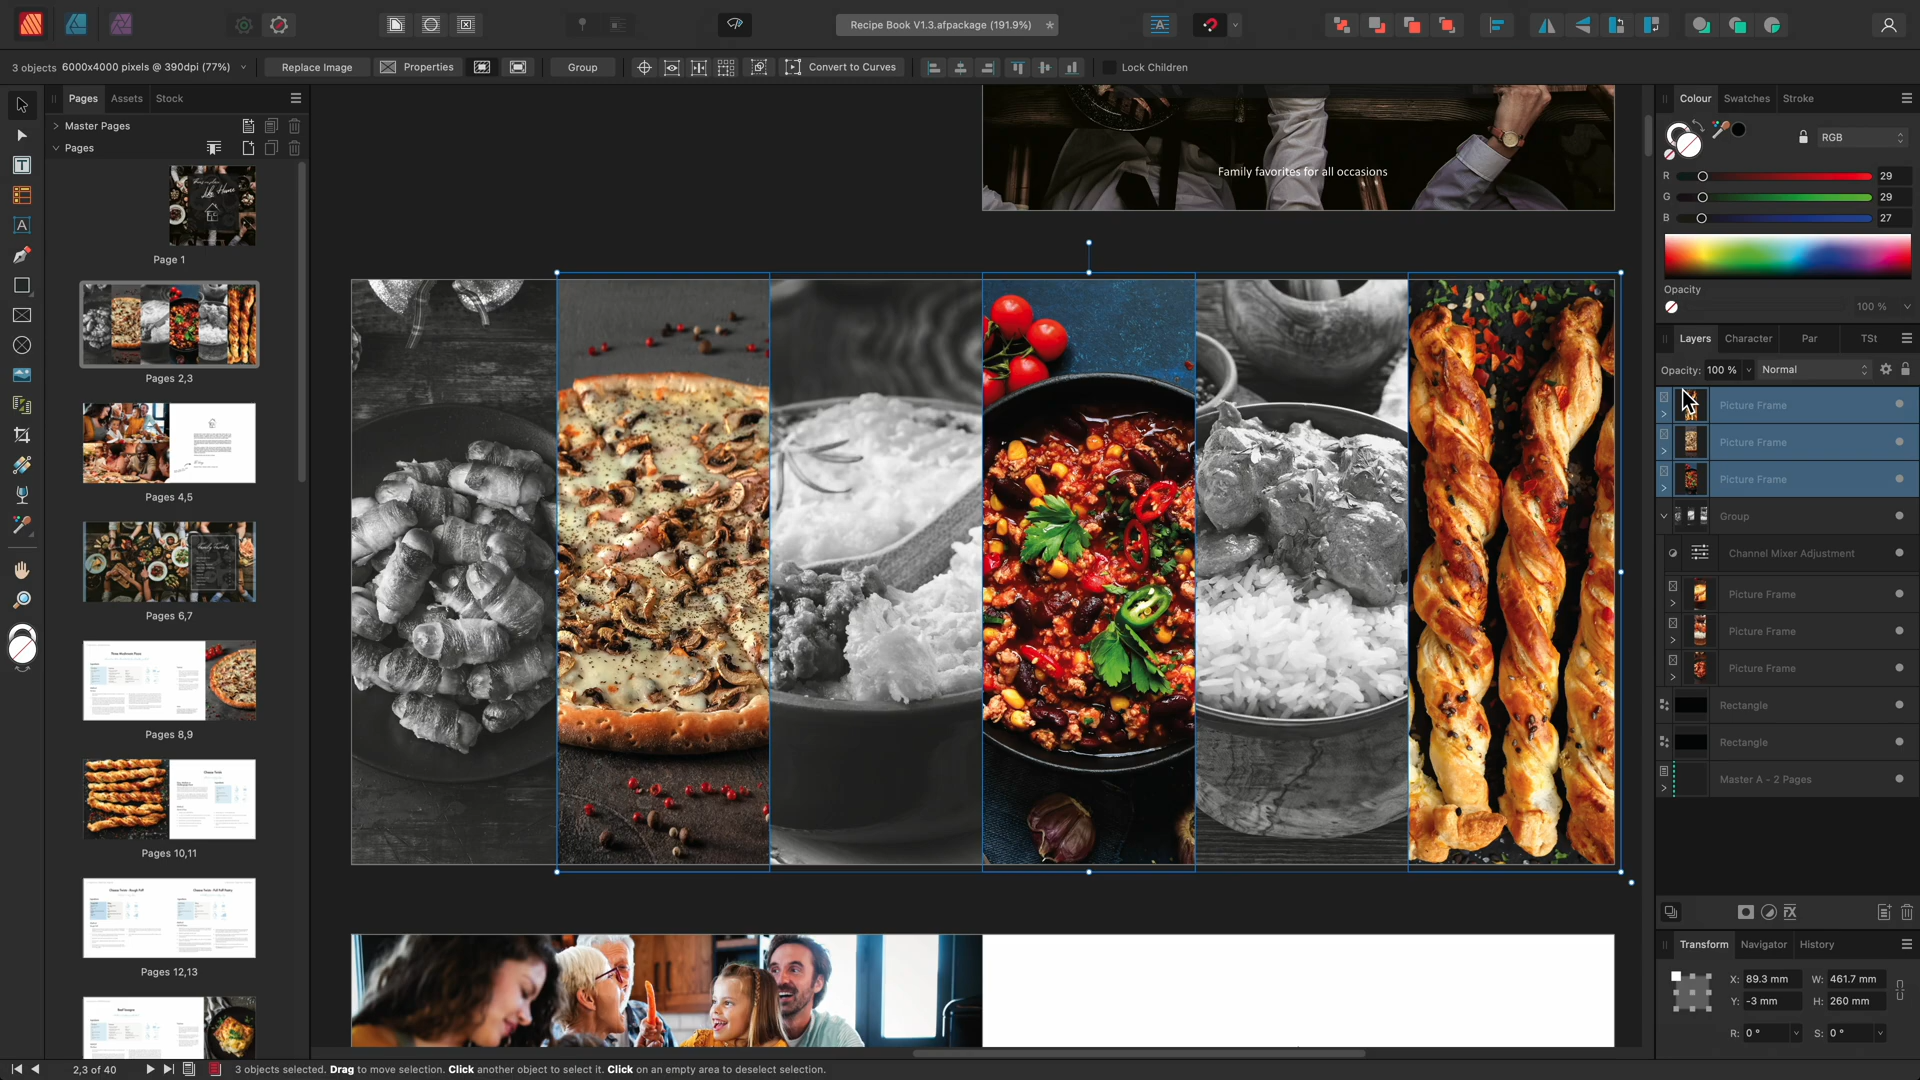 Recipe Book V1.3.afpackage (191.9%) *
3 objects 6000x4000 pixels @ 390dpi (77%)
Replace Image
Properties
Group
Convert to Curves
Lock Children
Pages Assets Stock
Master Pages
Pages
Page 1
Pages 2,3
Pages 4,5
Pages 6,7
Pages 8,9
Pages 10,11
Pages 12,13
Family favorites for all occasions
Colour Swatches Stroke
RGB
R 29
G 29
B 27
Opacity
100 %
Layers Character Par TSt
Opacity: 100 % Normal
Picture Frame
Picture Frame
Picture Frame
Group
Channel Mixer Adjustment
Picture Frame
Picture Frame
Picture Frame
Rectangle
Rectangle
Master A - 2 Pages
Transform Navigator History
X: 89.3 mm W: 461.7 mm
Y: -3 mm H: 260 mm
R: 0 ° S: 0 °
2,3 of 40
3 objects selected. Drag to move selection. Click another object to select it. Click on an empty area to deselect selection.